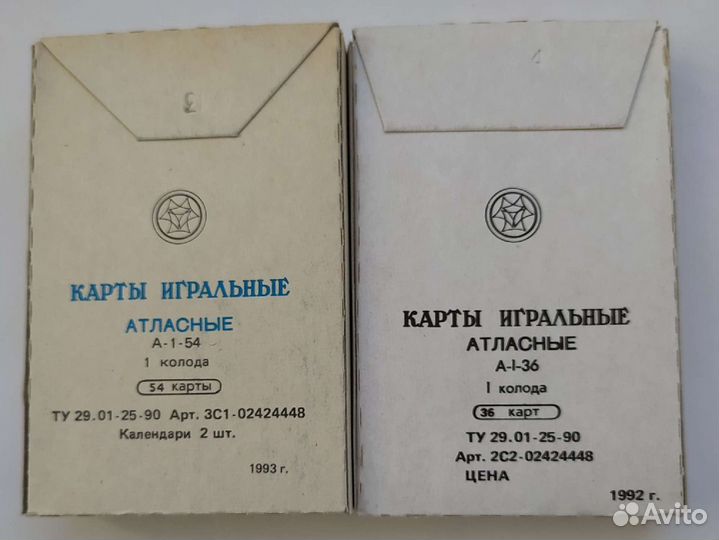 3
КАРТЫ ИГРАЛЬНЫЕ
АТЛАСНЫЕ
А-1-54
1 колода
54 карты
ТУ 29.01-25-90 Арт. 3С1-02424448
Календари 2 шт.
1993 г.
КАРТЫ ИГРАЛЬНЫЕ
АТЛАСНЫЕ
А-I-36
I колода
36 карт
ТУ 29.01-25-90
Арт. 2С2-02424448
ЦЕНА
1992 г.
Avito